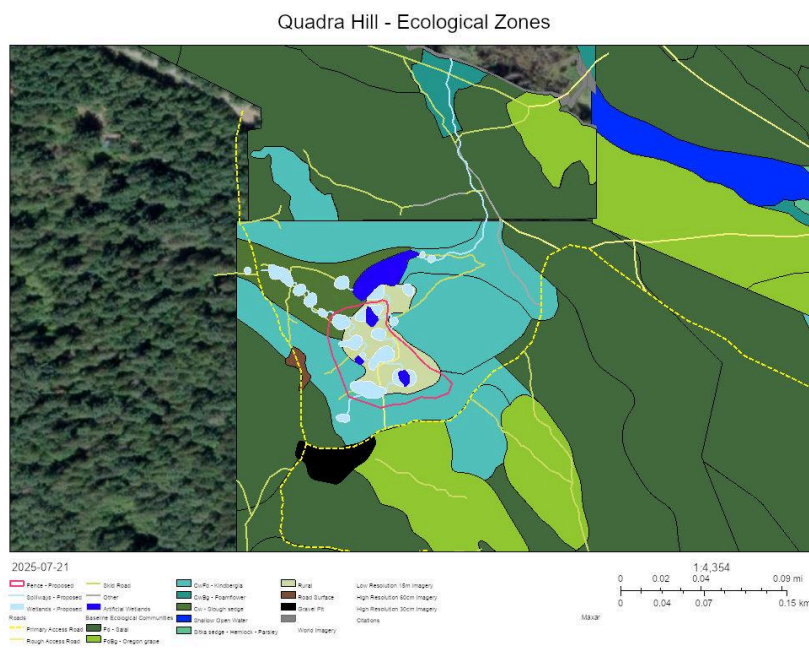 Quadra Hill - Ecological Zones
2025-07-21
1:4,354
0 0.02 0.04 0.09 mi
0 0.04 0.07 0.15 km
Maxar
Fence - Proposed
Spillways - Proposed
Wetlands - Proposed
Roads
Primary Access Road
Rough Access Road
Skid Road
Other
Artificial Wetlands
Baseline Ecological Communities
Fd - Salal
FdBg - Oregon grape
CwFd - Kindbergia
CwBg - Foamflower
Cw - Slough sedge
Shallow Open Water
Sitka sedge - Hemlock - Parsley
Rural
Road Surface
Gravel Pit
World Imagery
Low Resolution 15m Imagery
High Resolution 60cm Imagery
High Resolution 30cm Imagery
Citations